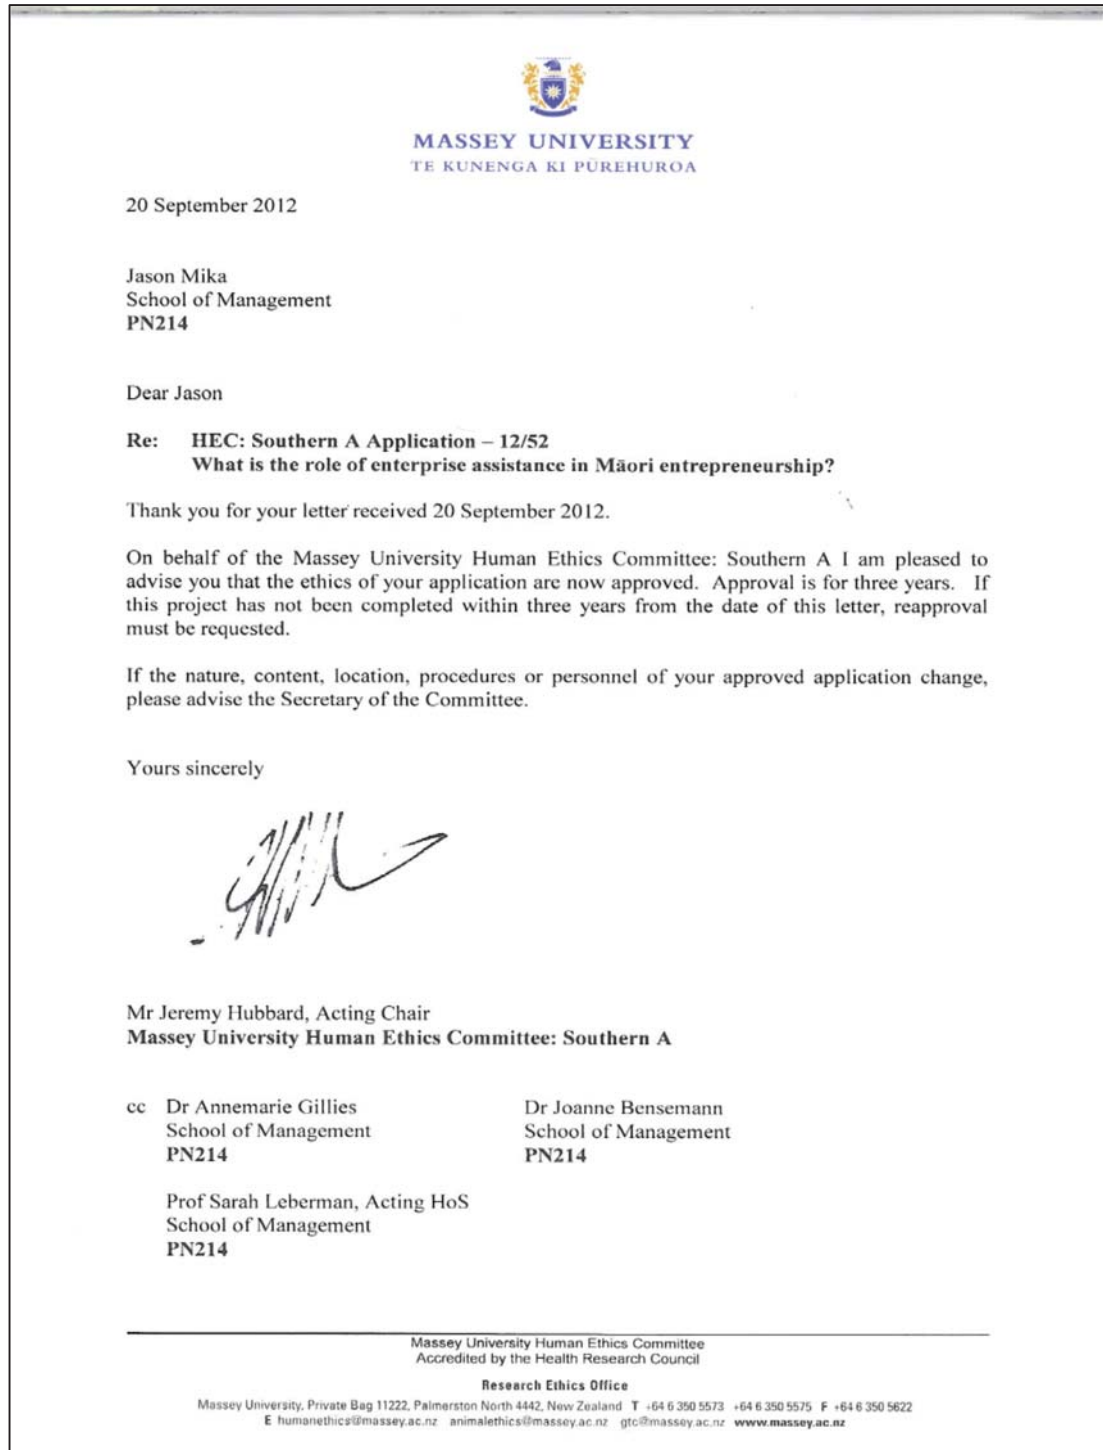 MASSEY UNIVERSITY
TE KUNENGA KI PŪREHUROA
20 September 2012
Jason Mika
School of Management
PN214
Dear Jason
Re: HEC: Southern A Application – 12/52
What is the role of enterprise assistance in Māori entrepreneurship?
Thank you for your letter received 20 September 2012.
On behalf of the Massey University Human Ethics Committee: Southern A I am pleased to
advise you that the ethics of your application are now approved. Approval is for three years. If
this project has not been completed within three years from the date of this letter, reapproval
must be requested.
If the nature, content, location, procedures or personnel of your approved application change,
please advise the Secretary of the Committee.
Yours sincerely
Mr Jeremy Hubbard, Acting Chair
Massey University Human Ethics Committee: Southern A
cc Dr Annemarie Gillies
School of Management
PN214
Dr Joanne Bensemann
School of Management
PN214
Prof Sarah Leberman, Acting HoS
School of Management
PN214
Massey University Human Ethics Committee
Accredited by the Health Research Council
Research Ethics Office
Massey University, Private Bag 11222, Palmerston North 4442, New Zealand T +64 6 350 5573 +64 6 350 5575 F +64 6 350 5622
E humanethics@massey.ac.nz animalethics@massey.ac.nz gtc@massey.ac.nz www.massey.ac.nz